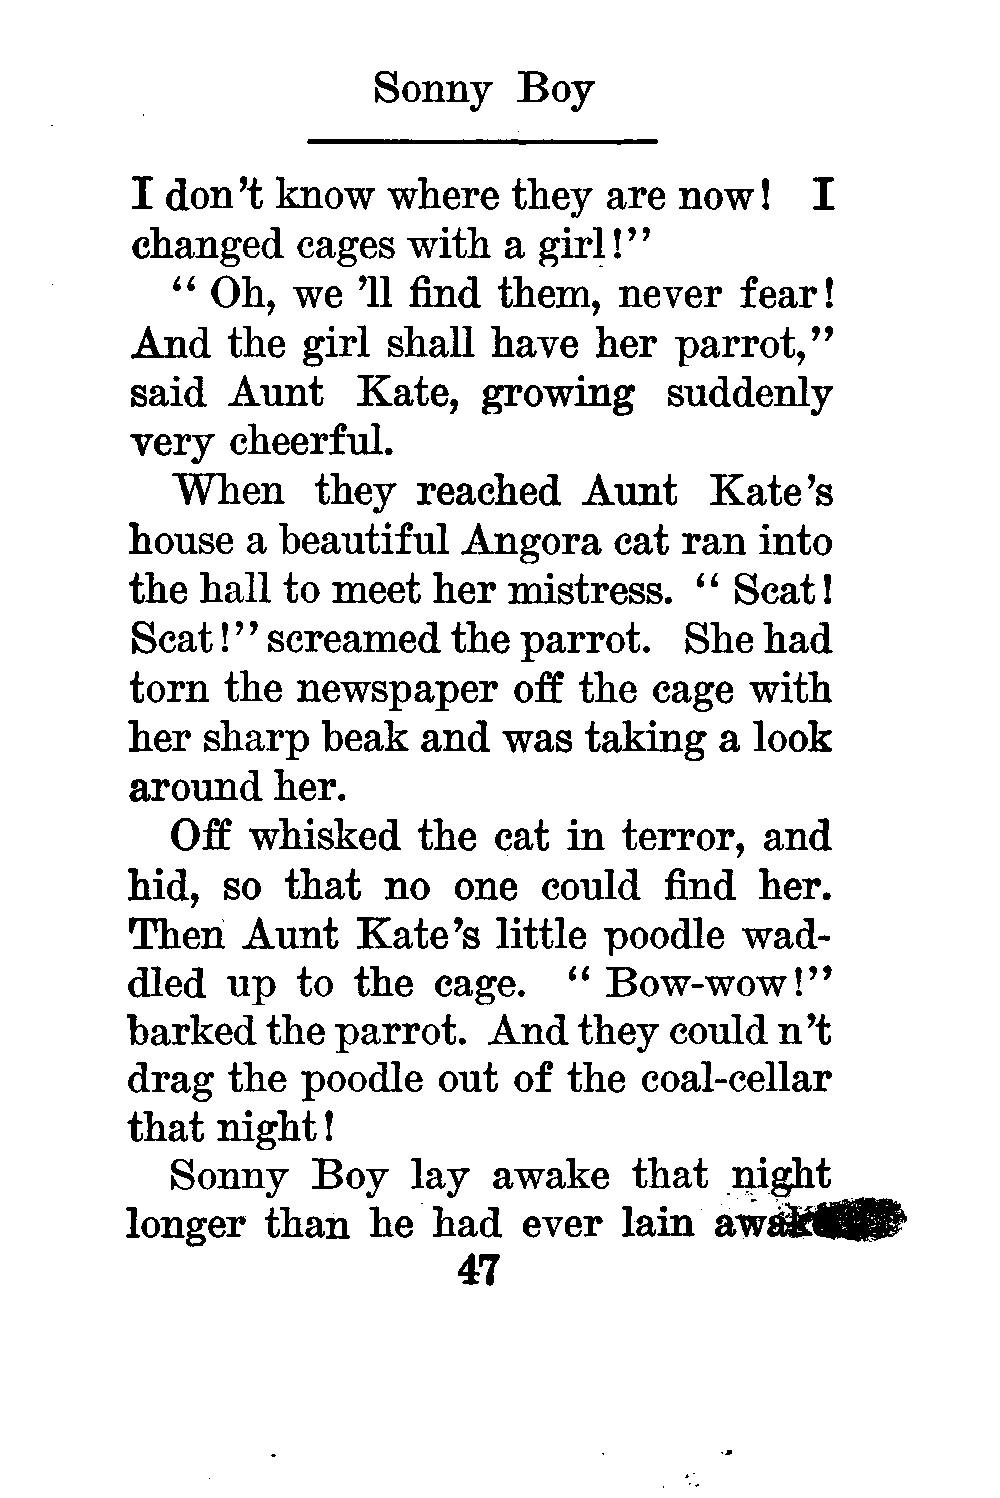 Sonny Boy
I don't know where they are now! I
changed cages with a girl!"
" Oh, we 'll find them, never fear!
And the girl shall have her parrot,"
said Aunt Kate, growing suddenly
very cheerful.
When they reached Aunt Kate's
house a beautiful Angora cat ran into
the hall to meet her mistress. " Scat!
Scat!" screamed the parrot. She had
torn the newspaper off the cage with
her sharp beak and was taking a look
around her.
Off whisked the cat in terror, and
hid, so that no one could find her.
Then Aunt Kate's little poodle wad-
dled up to the cage. " Bow-wow!"
barked the parrot. And they could n't
drag the poodle out of the coal-cellar
that night!
Sonny Boy lay awake that night
longer than he had ever lain
47